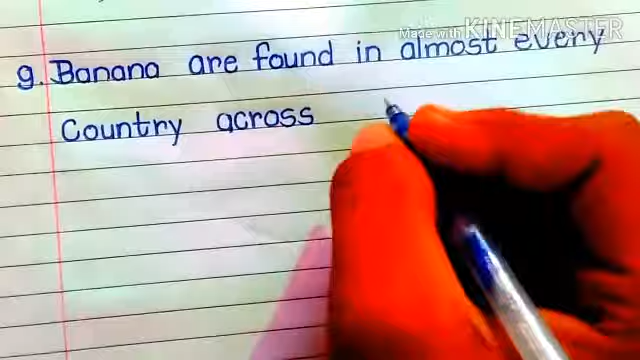 Made with KINEMASTER
9. Banana are found in almost every
Country across